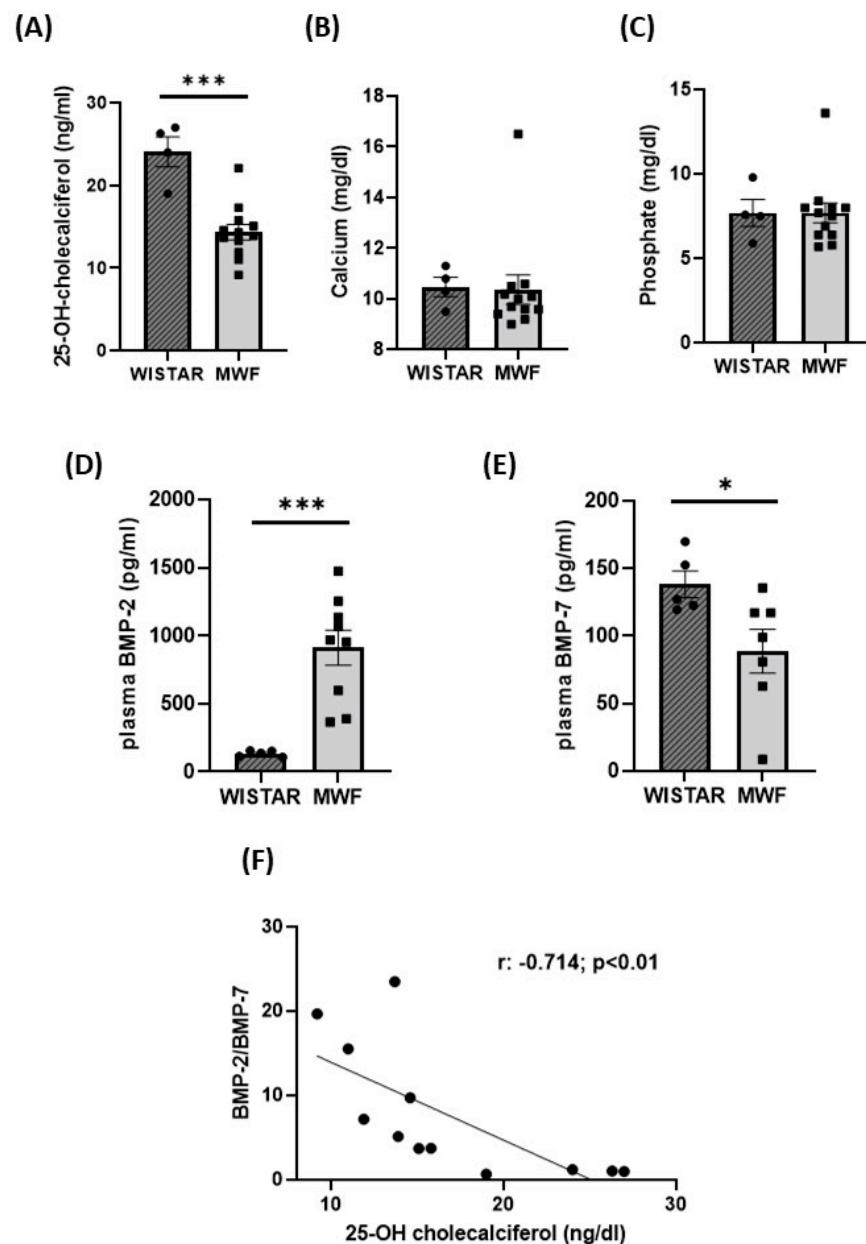 (A)
(B)
(C)
***
25-OH-cholecalciferol (ng/ml)
30
20
10
0
WISTAR MWF
Calcium (mg/dl)
18
16
14
12
10
8
WISTAR MWF
Phosphate (mg/dl)
15
10
5
0
WISTAR MWF
(D)
(E)
***
plasma BMP-2 (pg/ml)
2000
1500
1000
500
0
WISTAR MWF
*
plasma BMP-7 (pg/ml)
200
150
100
50
0
WISTAR MWF
(F)
r: -0.714; p<0.01
BMP-2/BMP-7
30
20
10
0
10 20 30
25-OH cholecalciferol (ng/dl)